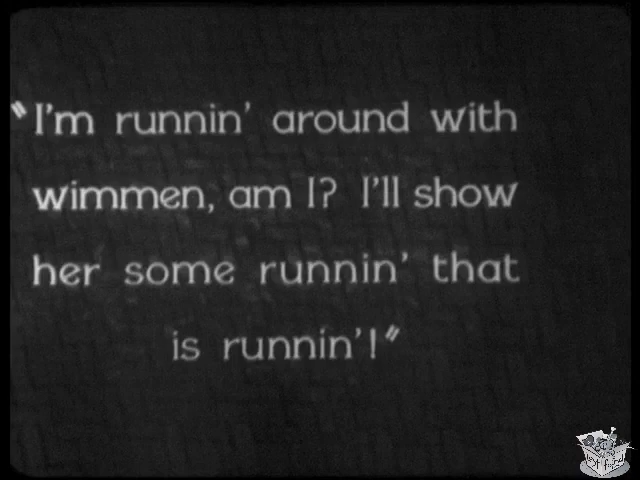 "I'm runnin' around with
wimmen, am I? I'll show
her some runnin' that
is runnin'!"